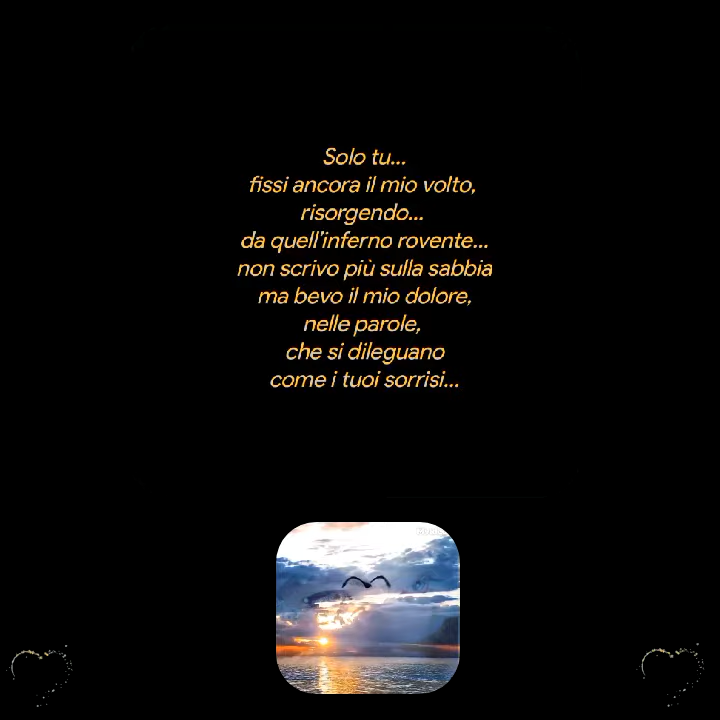 Solo tu...
fissi ancora il mio volto,
risorgendo...
da quell'inferno rovente...
non scrivo più sulla sabbia
ma bevo il mio dolore,
nelle parole,
che si dileguano
come i tuoi sorrisi...